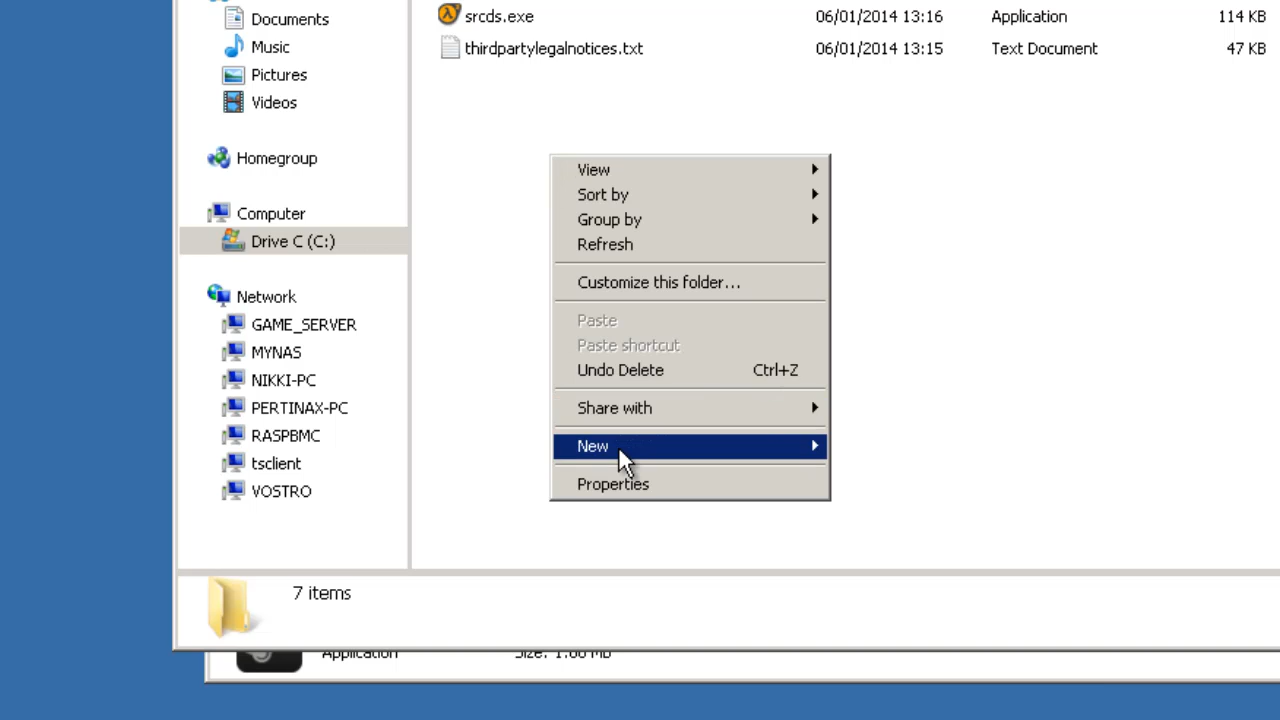 Documents
Music
Pictures
Videos
Homegroup
Computer
Drive C (C:)
Network
GAME_SERVER
MYNAS
NIKKI-PC
PERTINAX-PC
RASPBMC
tsclient
VOSTRO
srcds.exe 06/01/2014 13:16 Application 114 KB
thirdpartylegalnotices.txt 06/01/2014 13:15 Text Document 47 KB
View
Sort by
Group by
Refresh
Customize this folder...
Paste
Paste shortcut
Undo Delete Ctrl+Z
Share with
New
Properties
7 items
Application Size: 1.66 MB